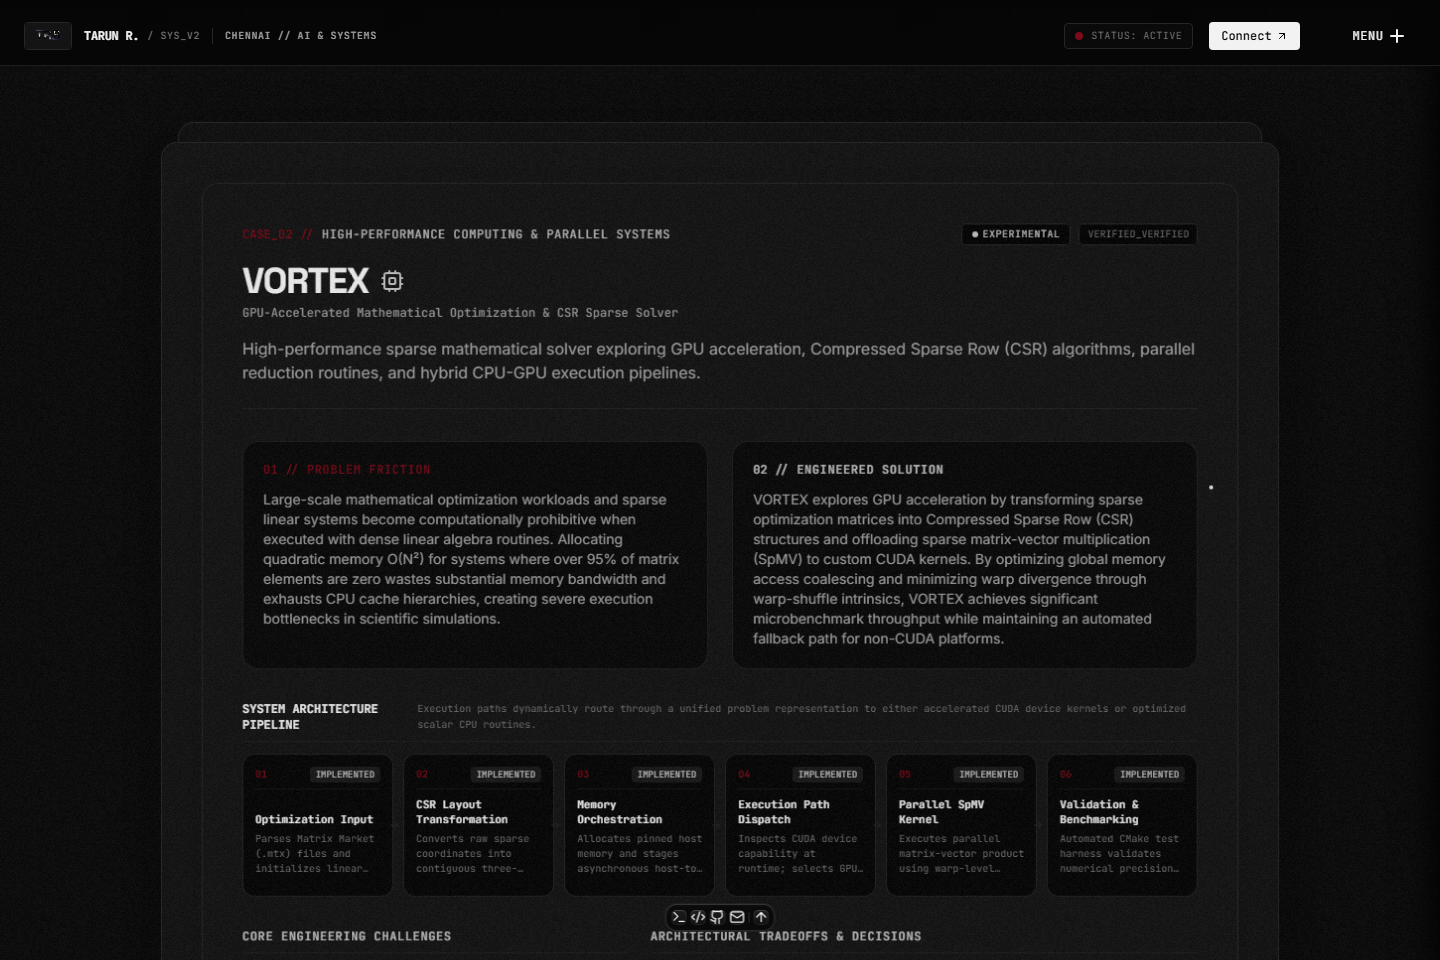 TARUN R. / SYS_V2 CHENNAI // AI & SYSTEMS
STATUS: ACTIVE
Connect
MENU
CASE_02 // HIGH-PERFORMANCE COMPUTING & PARALLEL SYSTEMS
EXPERIMENTAL
VERIFIED_VERIFIED
VORTEX
GPU-Accelerated Mathematical Optimization & CSR Sparse Solver
High-performance sparse mathematical solver exploring GPU acceleration, Compressed Sparse Row (CSR) algorithms, parallel
reduction routines, and hybrid CPU-GPU execution pipelines.
01 // PROBLEM FRICTION
Large-scale mathematical optimization workloads and sparse
linear systems become computationally prohibitive when
executed with dense linear algebra routines. Allocating
quadratic memory O(N²) for systems where over 95% of matrix
elements are zero wastes substantial memory bandwidth and
exhausts CPU cache hierarchies, creating severe execution
bottlenecks in scientific simulations.
02 // ENGINEERED SOLUTION
VORTEX explores GPU acceleration by transforming sparse
optimization matrices into Compressed Sparse Row (CSR)
structures and offloading sparse matrix-vector multiplication
(SpMV) to custom CUDA kernels. By optimizing global memory
access coalescing and minimizing warp divergence through
warp-shuffle intrinsics, VORTEX achieves significant
microbenchmark throughput while maintaining an automated
fallback path for non-CUDA platforms.
SYSTEM ARCHITECTURE
PIPELINE
Execution paths dynamically route through a unified problem representation to either accelerated CUDA device kernels or optimized
scalar CPU routines.
01 IMPLEMENTED
Optimization Input
Parses Matrix Market
(.mtx) files and
initializes linear…
02 IMPLEMENTED
CSR Layout
Transformation
Converts raw sparse
coordinates into
contiguous three-…
03 IMPLEMENTED
Memory
Orchestration
Allocates pinned host
memory and stages
asynchronous host-to…
04 IMPLEMENTED
Execution Path
Dispatch
Inspects CUDA device
capability at
runtime; selects GPU…
05 IMPLEMENTED
Parallel SpMV
Kernel
Executes parallel
matrix-vector product
using warp-level…
06 IMPLEMENTED
Validation &
Benchmarking
Automated CMake test
harness validates
numerical precision…
CORE ENGINEERING CHALLENGES
ARCHITECTURAL TRADEOFFS & DECISIONS